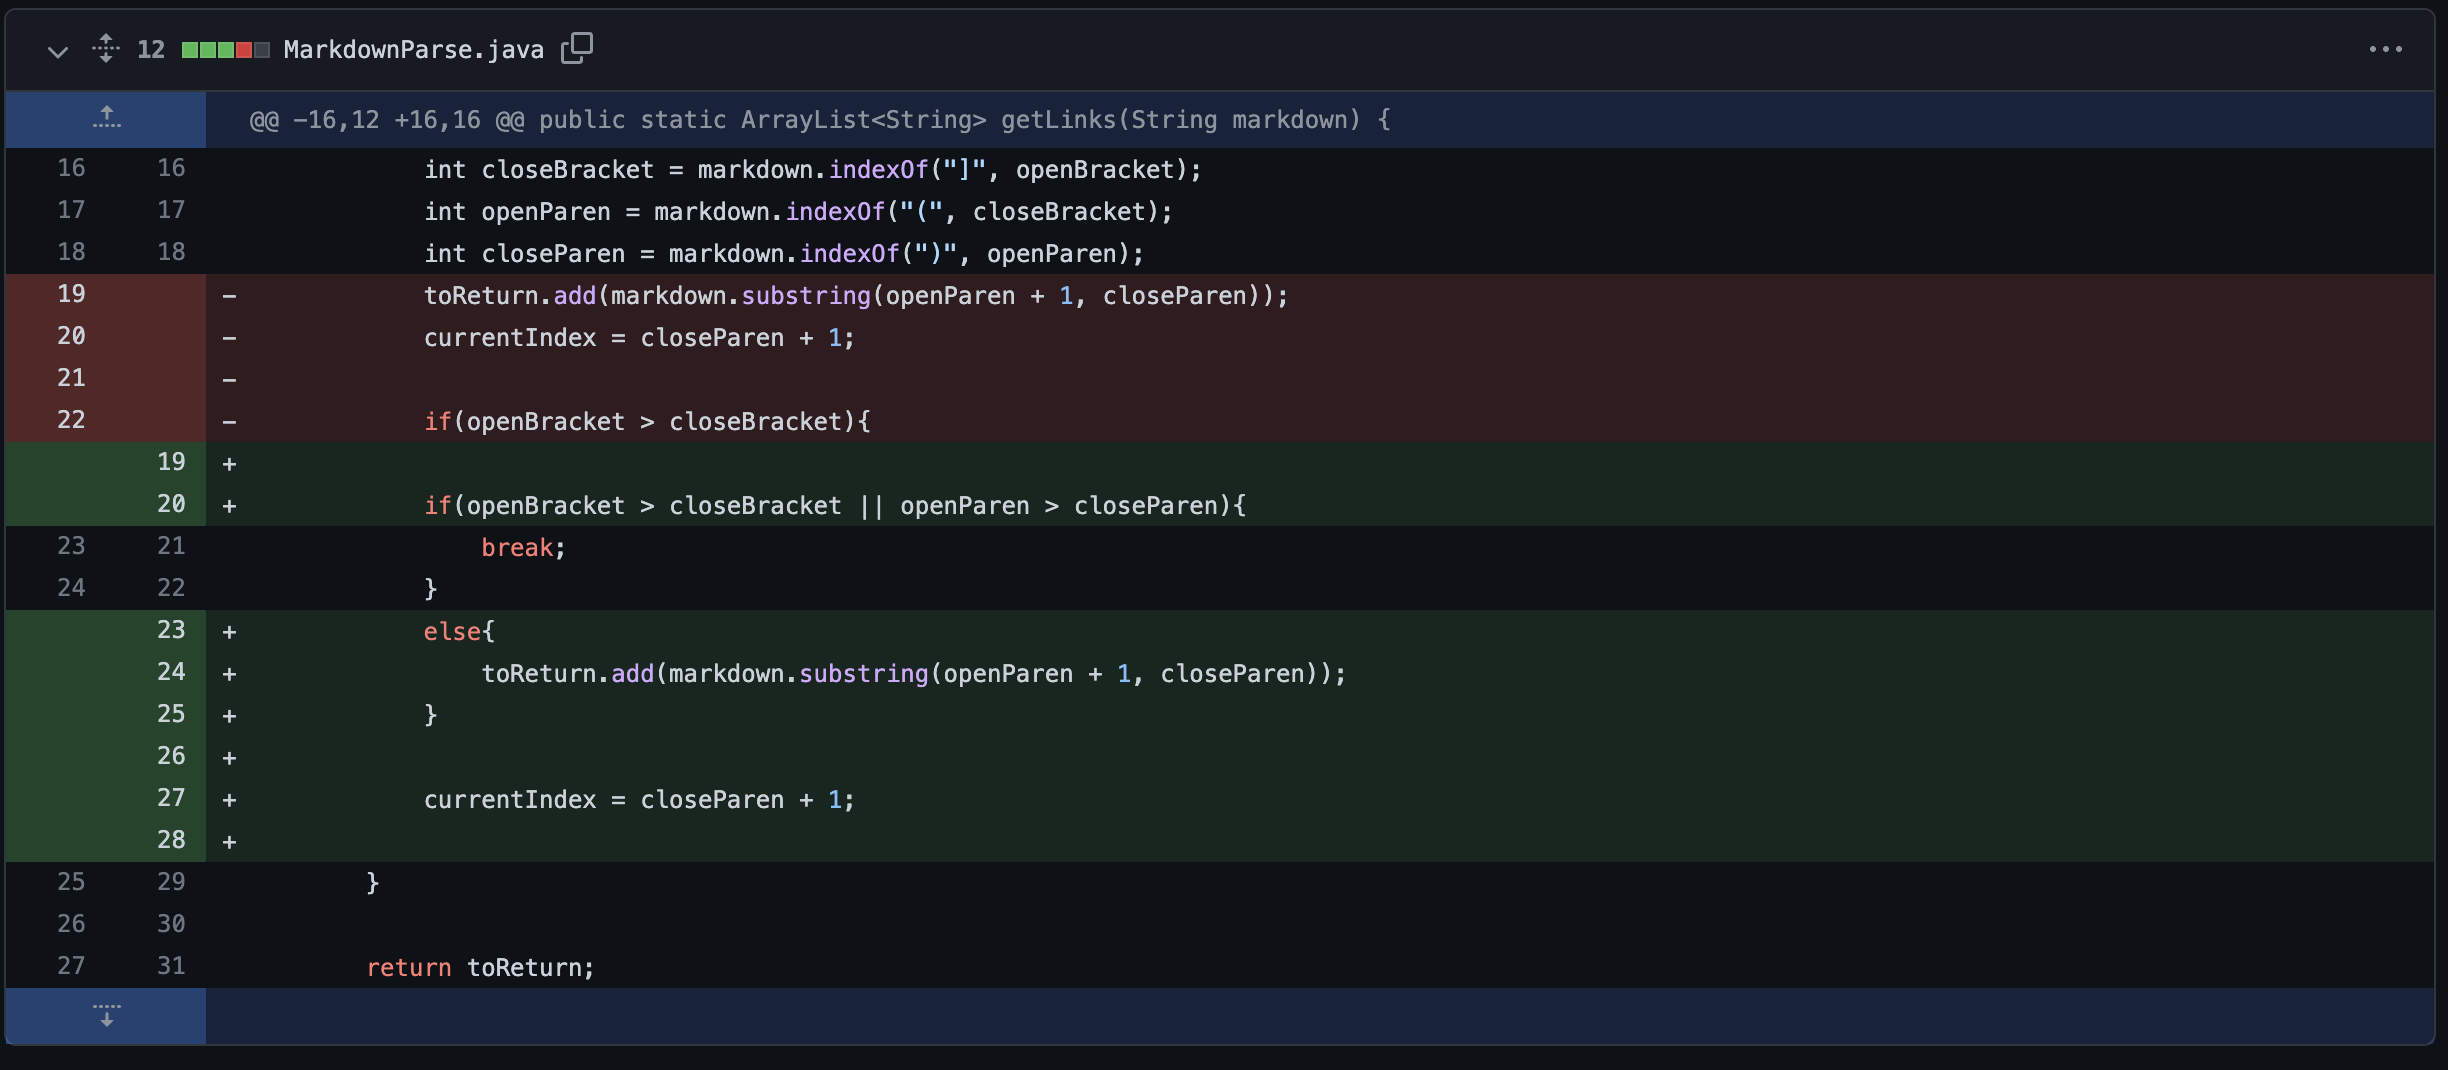 12 MarkdownParse.java
@@ -16,12 +16,16 @@ public static ArrayList<String> getLinks(String markdown) {
16 16 int closeBracket = markdown.indexOf("]", openBracket);
17 17 int openParen = markdown.indexOf("(", closeBracket);
18 18 int closeParen = markdown.indexOf(")", openParen);
19 - toReturn.add(markdown.substring(openParen + 1, closeParen));
20 - currentIndex = closeParen + 1;
21 -
22 - if(openBracket > closeBracket){
19 +
20 + if(openBracket > closeBracket || openParen > closeParen){
23 21 break;
24 22 }
23 + else{
24 + toReturn.add(markdown.substring(openParen + 1, closeParen));
25 + }
26 +
27 + currentIndex = closeParen + 1;
28 +
25 29 }
26 30
27 31 return toReturn;